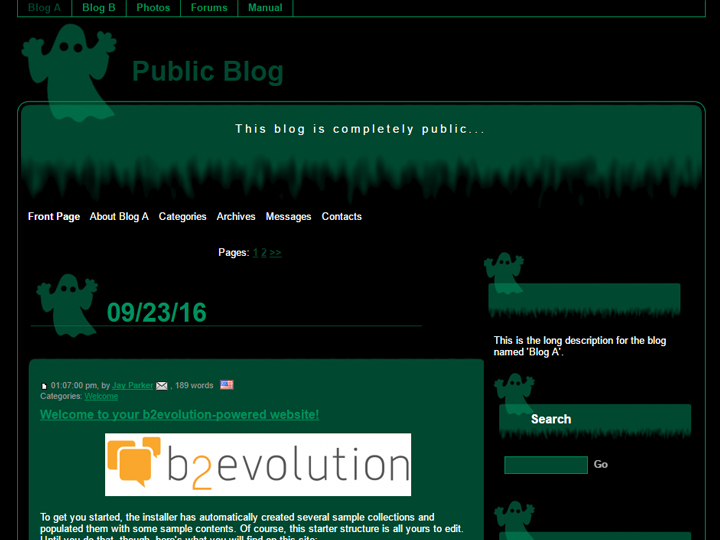 Blog A Blog B Photos Forums Manual
Public Blog
This blog is completely public...
Front Page About Blog A Categories Archives Messages Contacts
Pages: 1 2 >>
09/23/16
This is the long description for the blog
named 'Blog A'.
Search
Go
01:07:00 pm, by Jay Parker , 189 words
Categories: Welcome
Welcome to your b2evolution-powered website!
b2evolution
To get you started, the installer has automatically created several sample collections and
populated them with some sample contents. Of course, this starter structure is all yours to edit.
Until you do that, though, here's what you will find on this site: